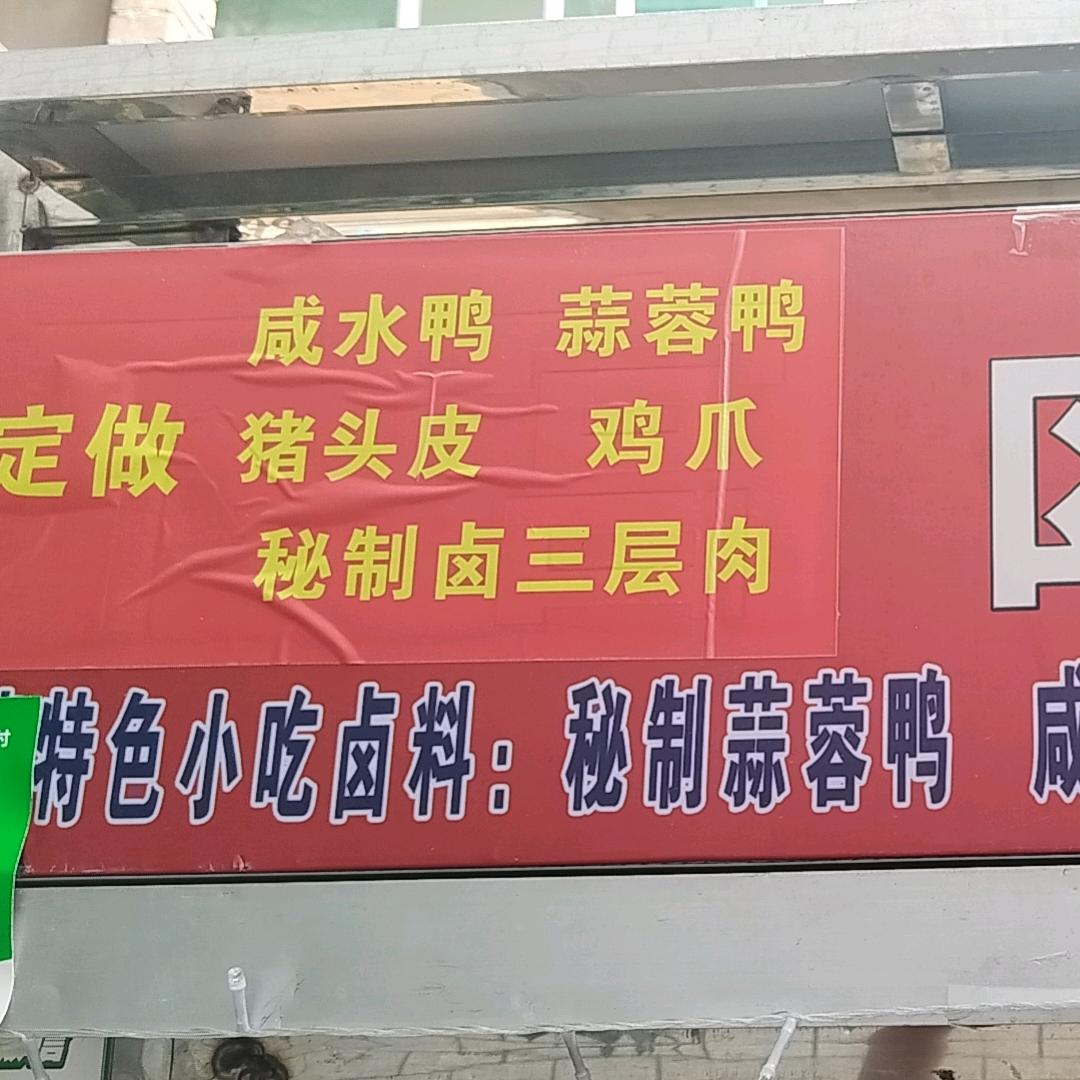 咸水鸭 蒜蓉鸭
定做 猪头皮 鸡爪
秘制卤三层肉
特色小吃卤料：秘制蒜蓉鸭 咸